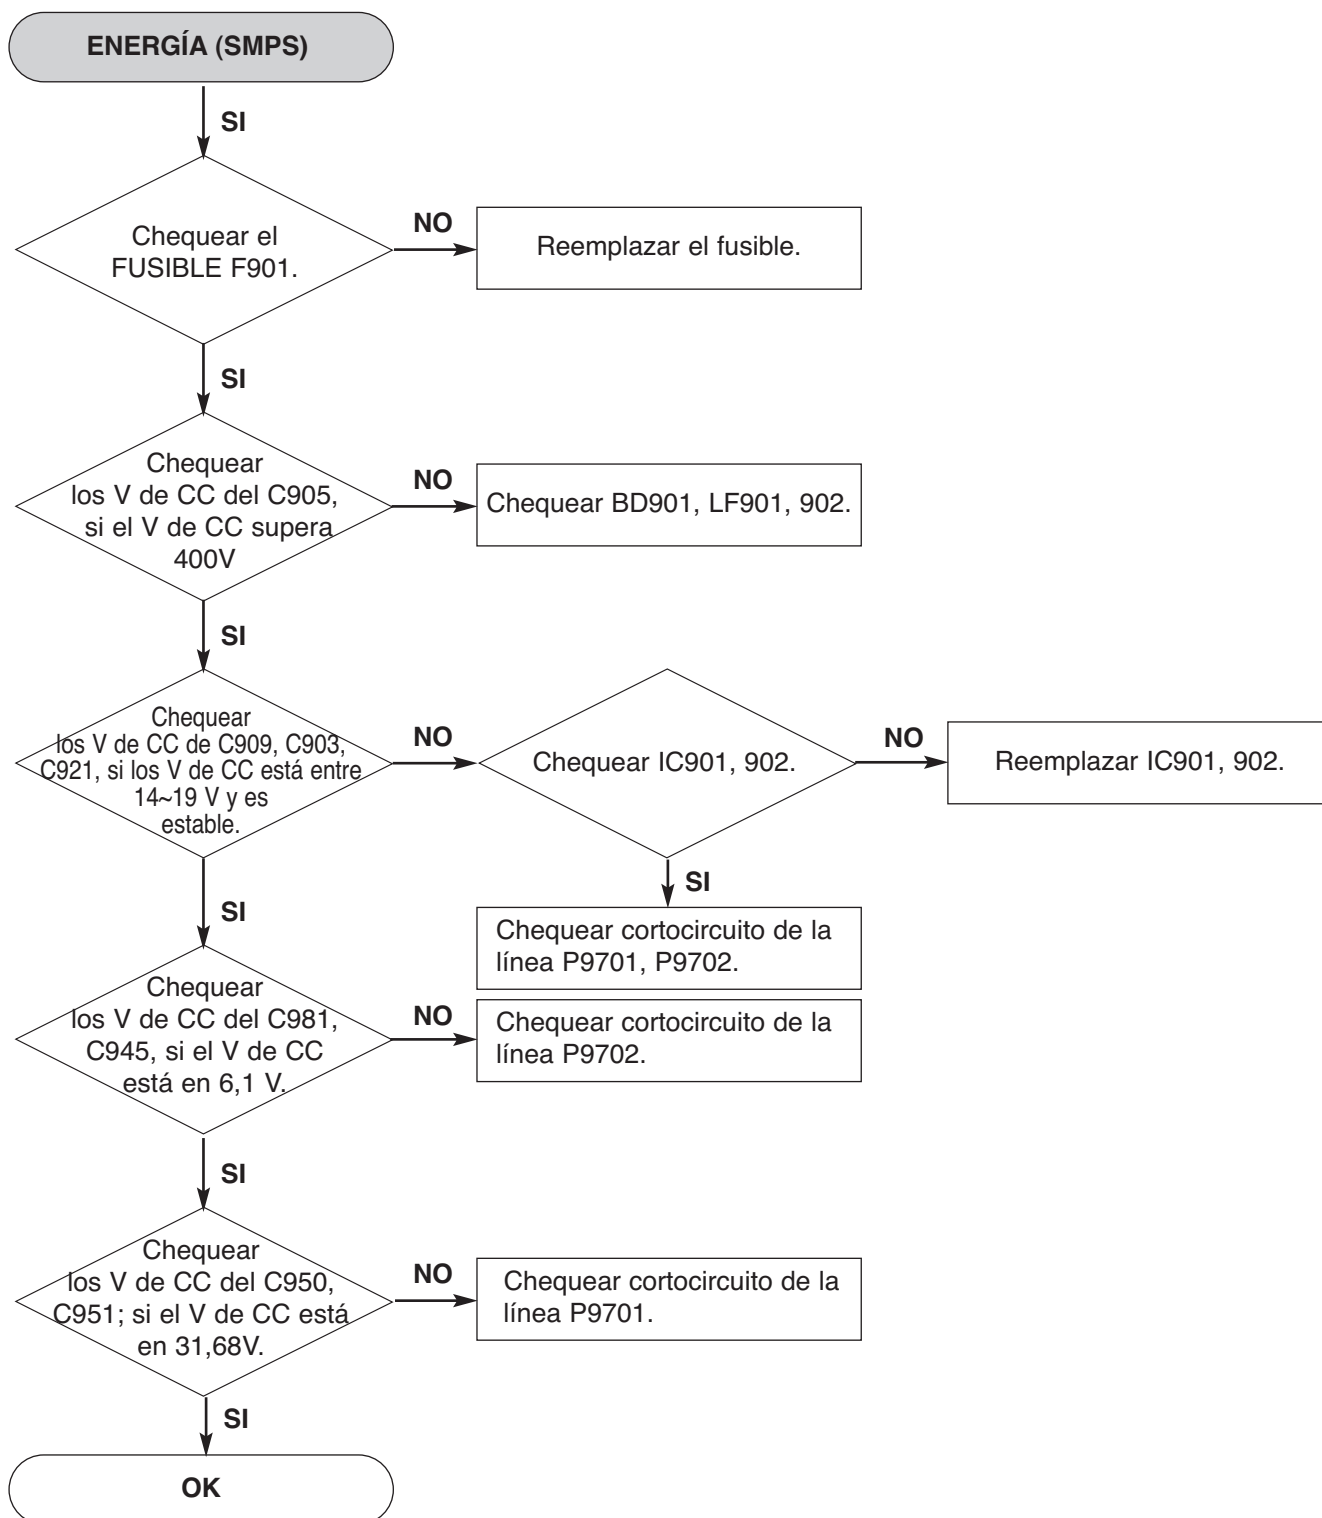 ENERGÍA (SMPS)
SI
Chequear el
FUSIBLE F901.
NO
Reemplazar el fusible.
SI
Chequear
los V de CC del C905,
si el V de CC supera
400V
NO
Chequear BD901, LF901, 902.
SI
Chequear
los V de CC de C909, C903,
C921, si los V de CC está entre
14~19 V y es
estable.
NO
Chequear IC901, 902.
NO
Reemplazar IC901, 902.
SI
Chequear cortocircuito de la
línea P9701, P9702.
SI
Chequear
los V de CC del C981,
C945, si el V de CC
está en 6,1 V.
NO
Chequear cortocircuito de la
línea P9702.
SI
Chequear
los V de CC del C950,
C951; si el V de CC está
en 31,68V.
NO
Chequear cortocircuito de la
línea P9701.
SI
OK